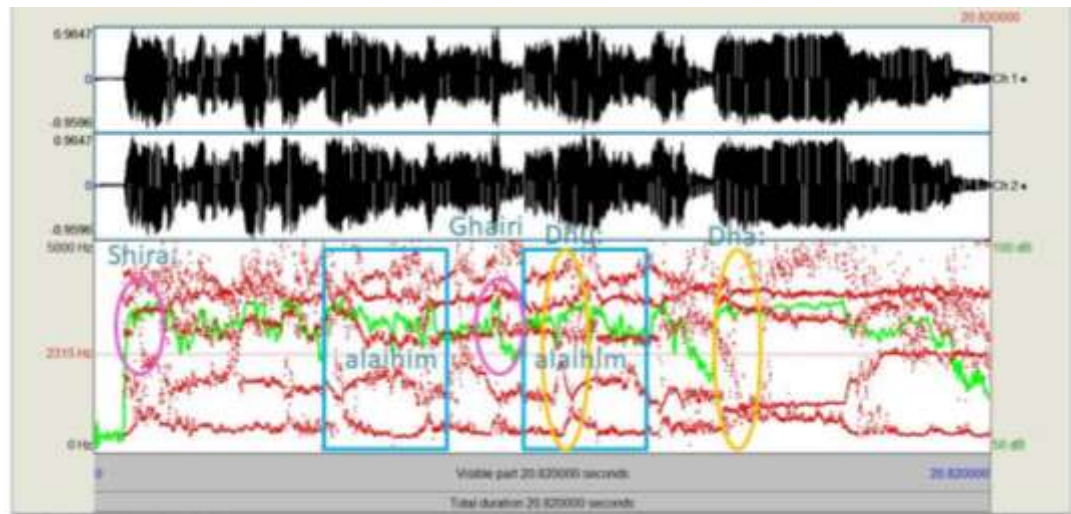 20.820000
0.9647
0
-0.9596
Ch 1
0.9647
0
-0.9596
Ch 2
Ghairi Dhu: Dha:
5000 Hz 100 dB
Shira:
2315 Hz
alaihim alaihim
0 Hz 50 dB
0 Visible part 20.820000 seconds 20.820000
Total duration 20.820000 seconds